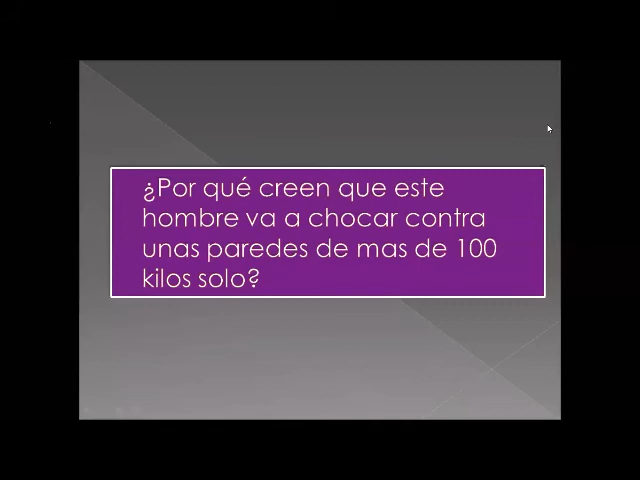 ¿Por qué creen que este
hombre va a chocar contra
unas paredes de mas de 100
kilos solo?